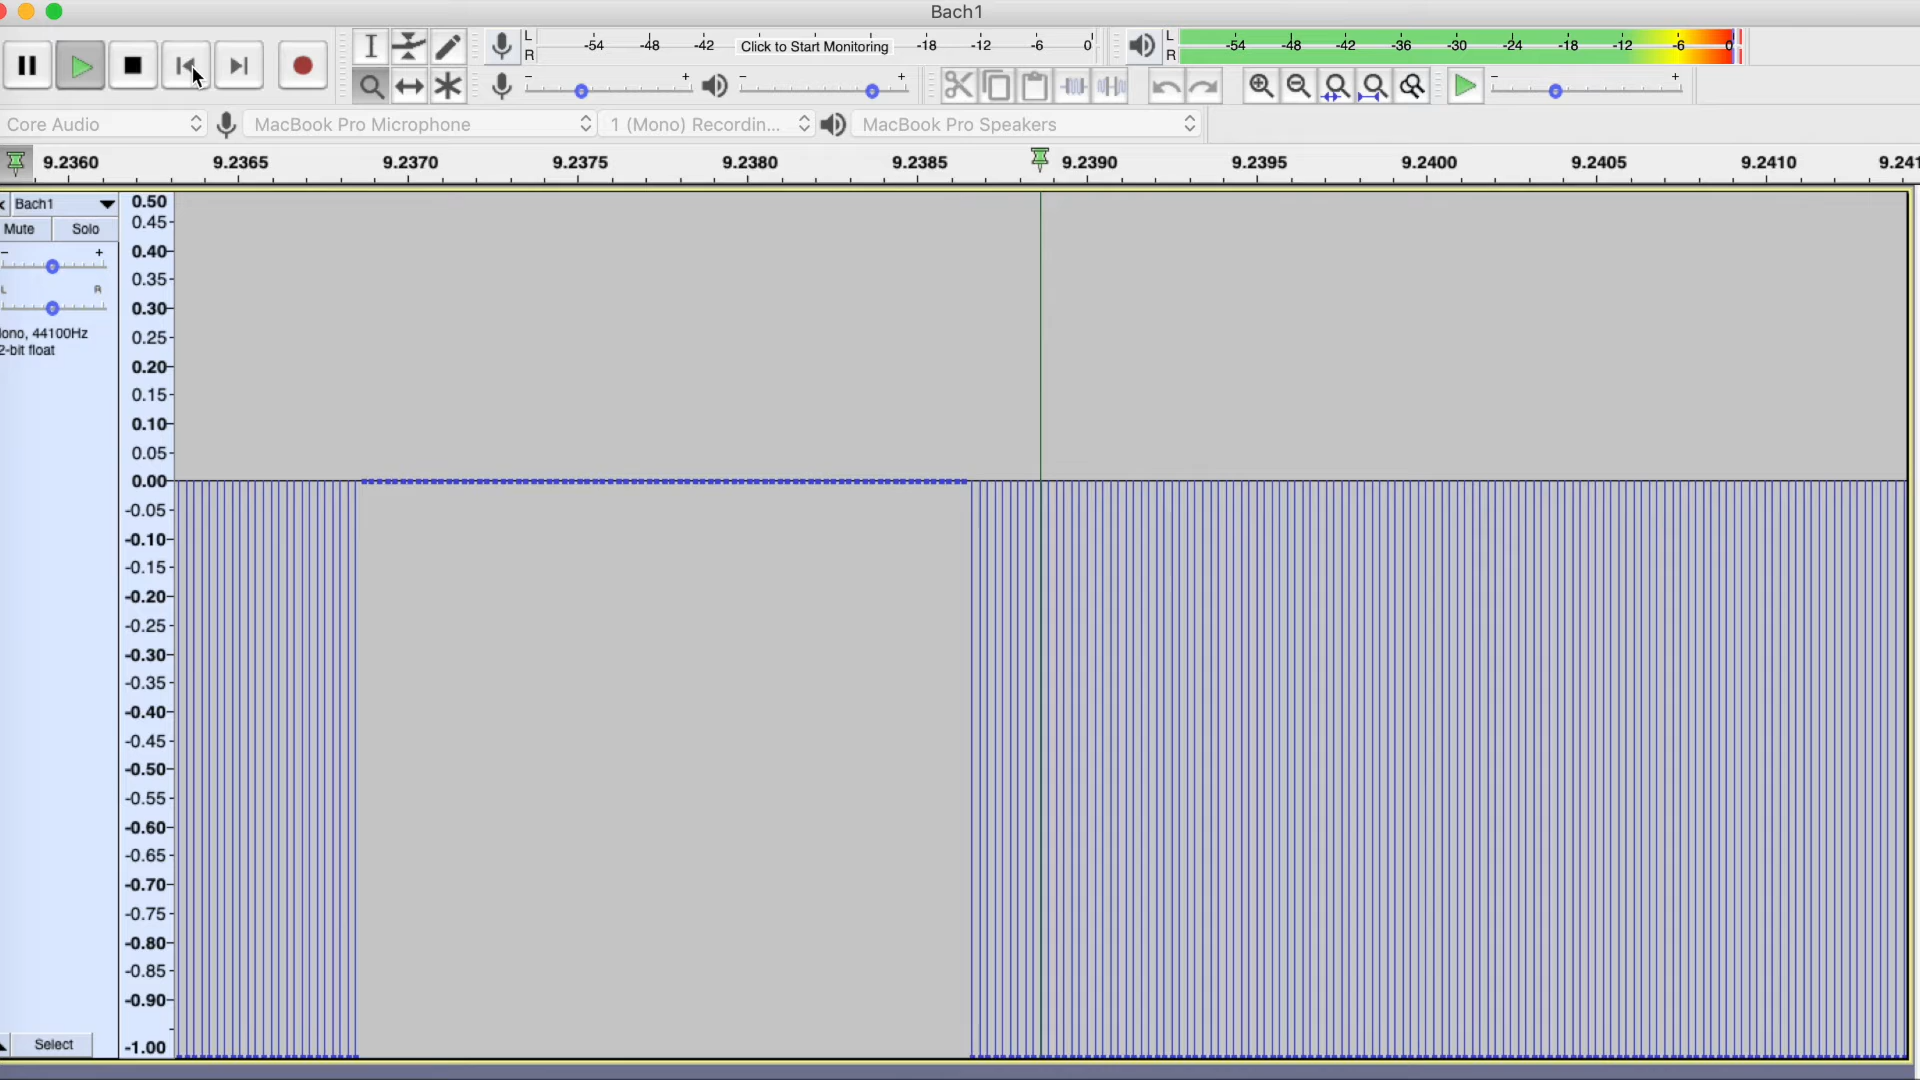 Bach1
L
R
-54 -48 -42 Click to Start Monitoring -18 -12 -6 0
L
R
-54 -48 -42 -36 -30 -24 -18 -12 -6 0
- +
- +
- +
Core Audio
MacBook Pro Microphone
1 (Mono) Recordin...
MacBook Pro Speakers
9.2360 9.2365 9.2370 9.2375 9.2380 9.2385 9.2390 9.2395 9.2400 9.2405 9.2410 9.241
Bach1
Mute Solo
- +
L R
ono, 44100Hz
2-bit float
Select
0.50
0.45
0.40
0.35
0.30
0.25
0.20
0.15
0.10
0.05
0.00
-0.05
-0.10
-0.15
-0.20
-0.25
-0.30
-0.35
-0.40
-0.45
-0.50
-0.55
-0.60
-0.65
-0.70
-0.75
-0.80
-0.85
-0.90
-1.00